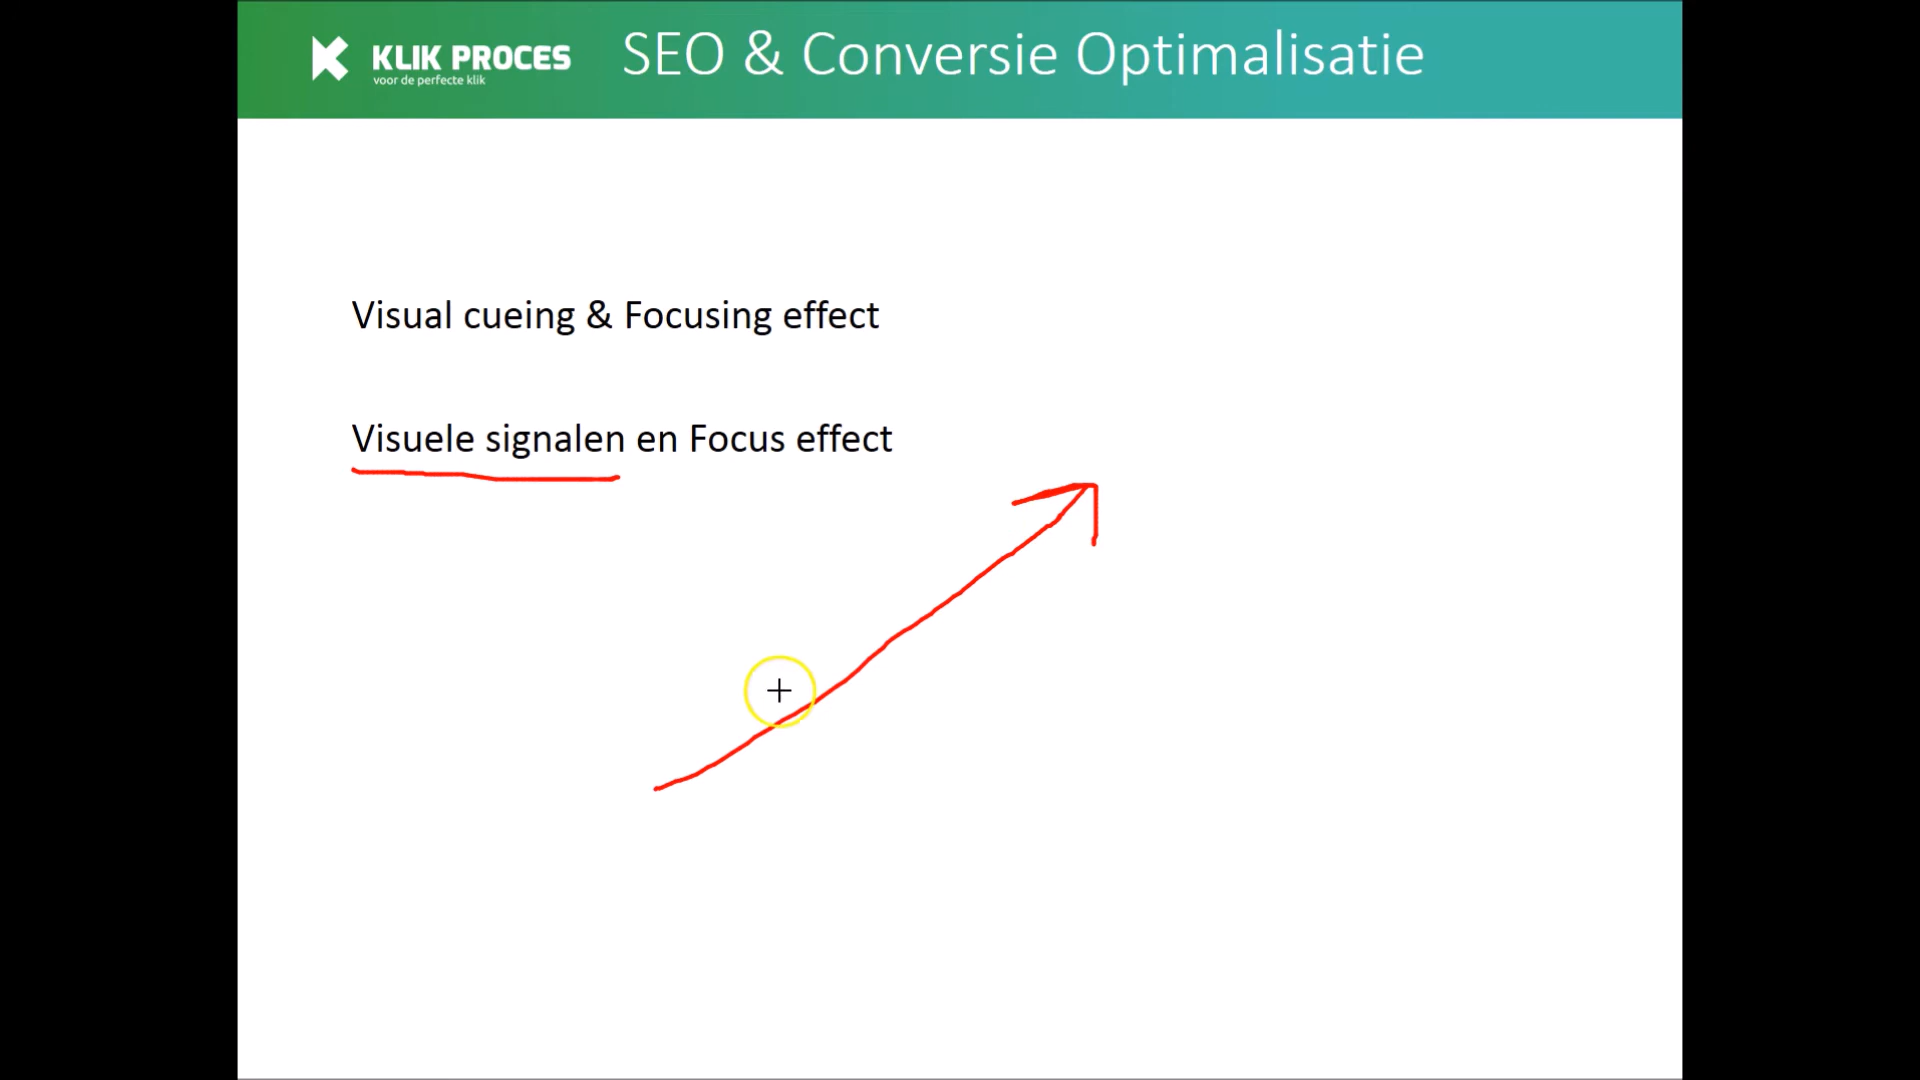 KLIK PROCES
voor de perfecte klik
SEO & Conversie Optimalisatie
Visual cueing & Focusing effect
Visuele signalen en Focus effect